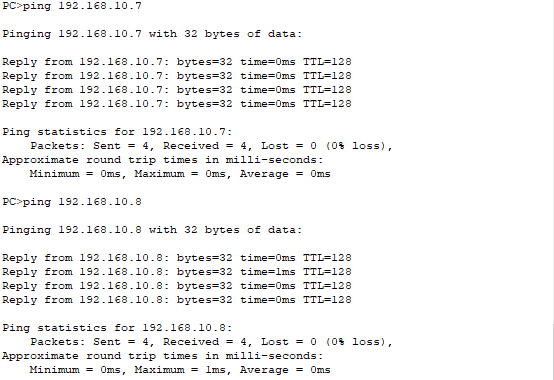 PC>ping 192.168.10.7
Pinging 192.168.10.7 with 32 bytes of data:
Reply from 192.168.10.7: bytes=32 time=0ms TTL=128
Reply from 192.168.10.7: bytes=32 time=0ms TTL=128
Reply from 192.168.10.7: bytes=32 time=0ms TTL=128
Reply from 192.168.10.7: bytes=32 time=0ms TTL=128
Ping statistics for 192.168.10.7:
Packets: Sent = 4, Received = 4, Lost = 0 (0% loss),
Approximate round trip times in milli-seconds:
Minimum = 0ms, Maximum = 0ms, Average = 0ms
PC>ping 192.168.10.8
Pinging 192.168.10.8 with 32 bytes of data:
Reply from 192.168.10.8: bytes=32 time=0ms TTL=128
Reply from 192.168.10.8: bytes=32 time=1ms TTL=128
Reply from 192.168.10.8: bytes=32 time=0ms TTL=128
Reply from 192.168.10.8: bytes=32 time=0ms TTL=128
Ping statistics for 192.168.10.8:
Packets: Sent = 4, Received = 4, Lost = 0 (0% loss),
Approximate round trip times in milli-seconds:
Minimum = 0ms, Maximum = 1ms, Average = 0ms